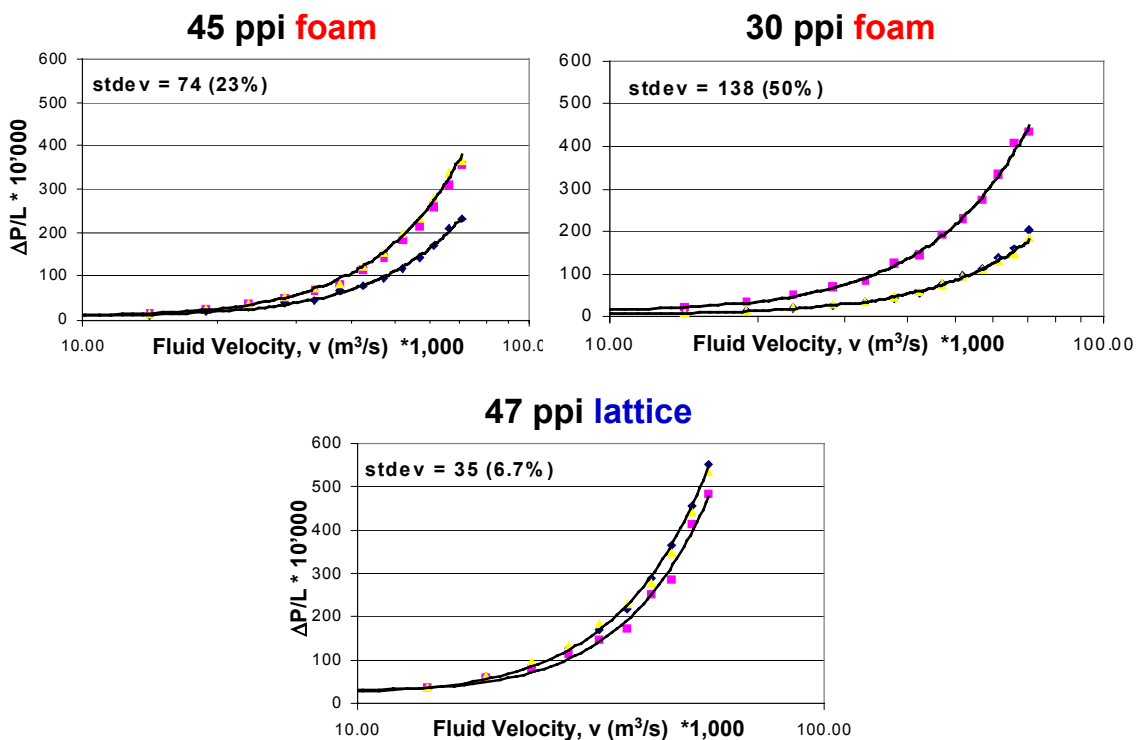 45 ppi foam
600
500
400
300
200
100
0
stdev = 74 (23%)
ΔP/L * 10’000
10.00
100.0
Fluid Velocity, v (m³/s) *1,000
30 ppi foam
600
500
400
300
200
100
0
stdev = 138 (50%)
10.00
100.00
Fluid Velocity, v (m³/s) *1,000
47 ppi lattice
600
500
400
300
200
100
0
stdev = 35 (6.7%)
ΔP/L * 10’000
10.00
100.00
Fluid Velocity, v (m³/s) *1,000